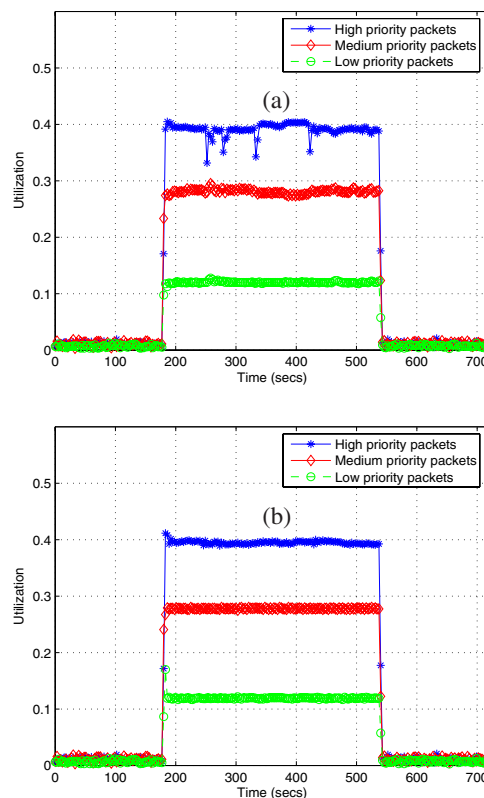 High priority packets
Medium priority packets
Low priority packets
(a)
0.5
0.4
0.3
0.2
0.1
0
Utilization
0 100 200 300 400 500 600 700
Time (secs)
High priority packets
Medium priority packets
Low priority packets
(b)
0.5
0.4
0.3
0.2
0.1
0
Utilization
0 100 200 300 400 500 600 700
Time (secs)